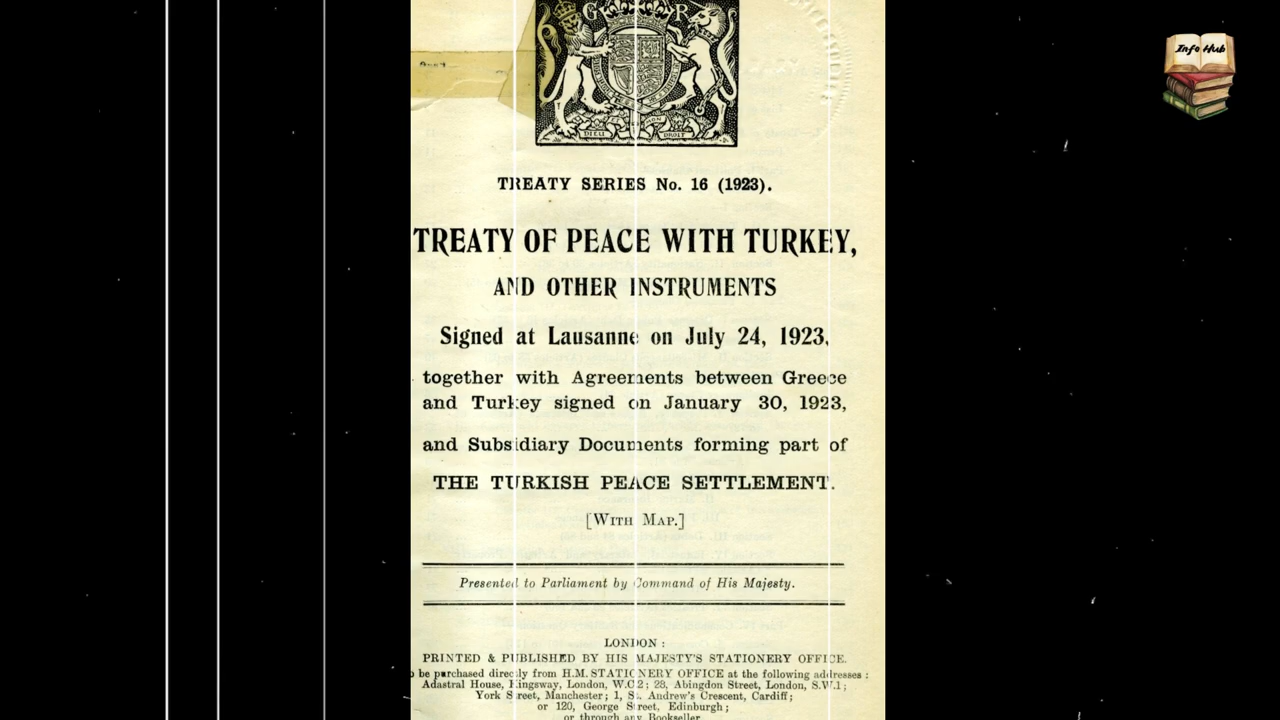 Info Hub
G R
DIEU ET MON DROIT
TREATY SERIES No. 16 (1923).
TREATY OF PEACE WITH TURKEY,
AND OTHER INSTRUMENTS
Signed at Lausanne on July 24, 1923,
together with Agreements between Greece
and Turkey signed on January 30, 1923,
and Subsidiary Documents forming part of
THE TURKISH PEACE SETTLEMENT.
[WITH MAP.]
Presented to Parliament by Command of His Majesty.
LONDON:
PRINTED & PUBLISHED BY HIS MAJESTY'S STATIONERY OFFICE.
be purchased directly from H.M. STATIONERY OFFICE at the following addresses:
Adastral House, Kingsway, London, W.C.2; 28, Abingdon Street, London, S.W.1;
York Street, Manchester; 1, St. Andrew's Crescent, Cardiff;
or 120, George Street, Edinburgh;
or through any Bookseller.